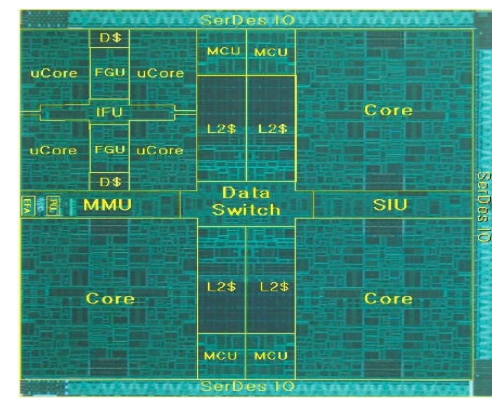 SerDes IO
D$
MCU MCU
uCore FGU uCore
Core
IFU
L2$ L2$
uCore FGU uCore
D$
Data
Switch
MMU
SIU
SerDes IO
L2$ L2$
Core
Core
MCU MCU
SerDes IO